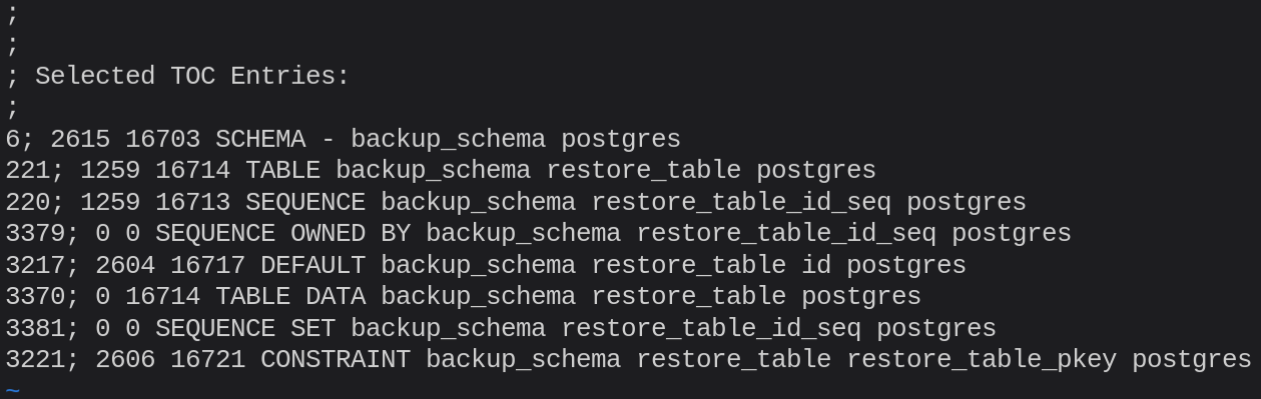 ;
;
; Selected TOC Entries:
;
6; 2615 16703 SCHEMA - backup_schema postgres
221; 1259 16714 TABLE backup_schema restore_table postgres
220; 1259 16713 SEQUENCE backup_schema restore_table_id_seq postgres
3379; 0 0 SEQUENCE OWNED BY backup_schema restore_table_id_seq postgres
3217; 2604 16717 DEFAULT backup_schema restore_table id postgres
3370; 0 16714 TABLE DATA backup_schema restore_table postgres
3381; 0 0 SEQUENCE SET backup_schema restore_table_id_seq postgres
3221; 2606 16721 CONSTRAINT backup_schema restore_table restore_table_pkey postgres
~